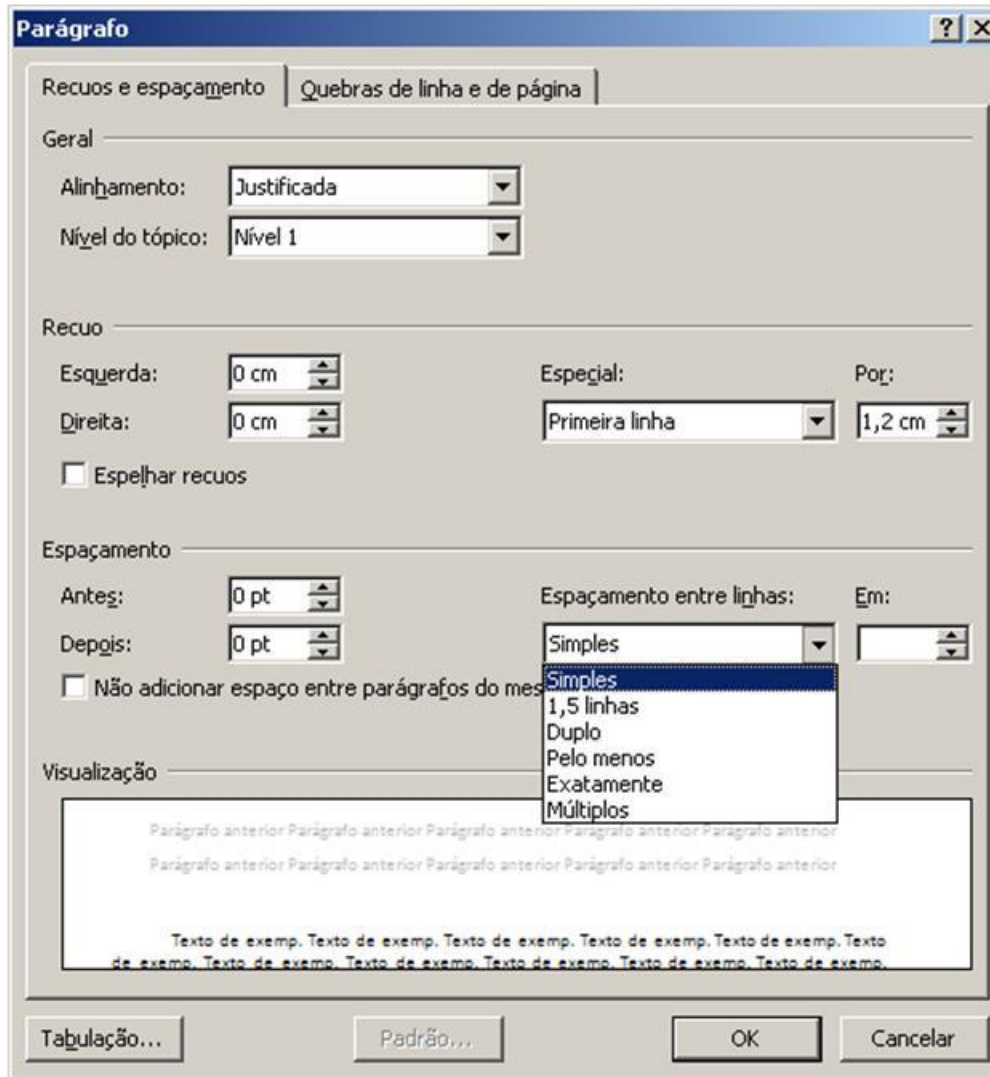 Parágrafo
Recuos e espaçamento Quebras de linha e de página
Geral
Alinhamento: Justificada
Nível do tópico: Nível 1
Recuo
Esquerda: 0 cm Especial: Por:
Direita: 0 cm Primeira linha 1,2 cm
Espelhar recuos
Espaçamento
Antes: 0 pt Espaçamento entre linhas: Em:
Depois: 0 pt Simples
Não adicionar espaço entre parágrafos do mes Simples
1,5 linhas
Duplo
Pelo menos
Exatamente
Múltiplos
Visualização
Parágrafo anterior Parágrafo anterior Parágrafo anterior Parágrafo anterior Parágrafo anterior
Parágrafo anterior Parágrafo anterior Parágrafo anterior Parágrafo anterior Parágrafo anterior
Texto de exemp. Texto de exemp. Texto de exemp. Texto de exemp. Texto de exemp. Texto
de exemp. Texto de exemp. Texto de exemp. Texto de exemp. Texto de exemp. Texto de exemp.
Tabulação... Padrão... OK Cancelar